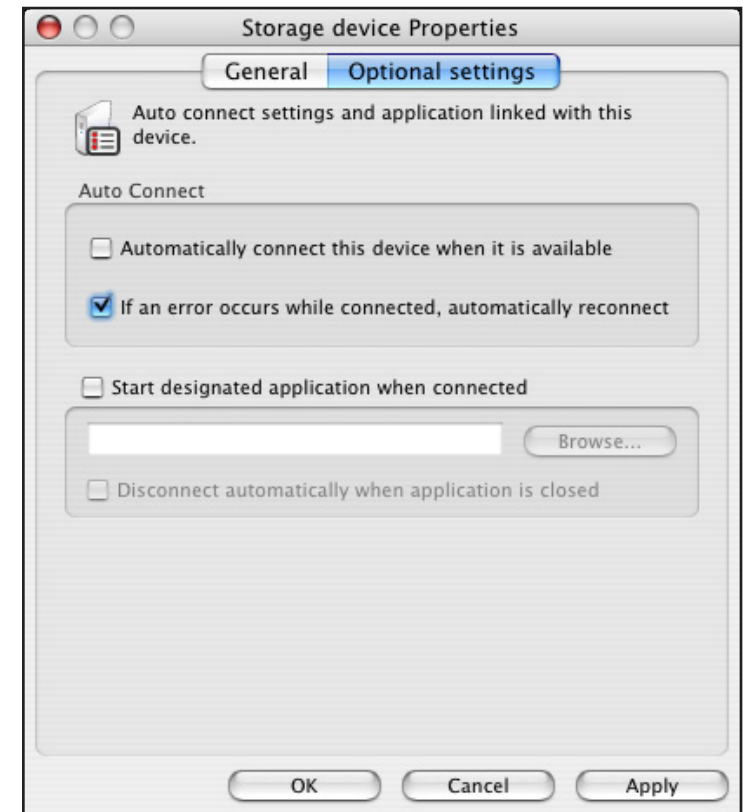 Storage device Properties
General
Optional settings
Auto connect settings and application linked with this
device.
Auto Connect
Automatically connect this device when it is available
If an error occurs while connected, automatically reconnect
Start designated application when connected
Browse...
Disconnect automatically when application is closed
OK
Cancel
Apply